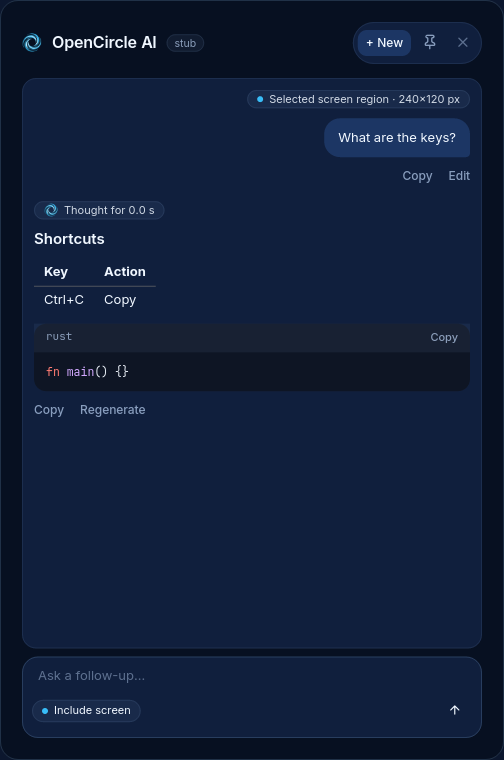 OpenCircle AI stub + New
Selected screen region · 240×120 px
What are the keys?
Copy Edit
Thought for 0.0 s
Shortcuts
Key Action
Ctrl+C Copy
rust Copy
fn main() {}
Copy Regenerate
Ask a follow-up...
Include screen